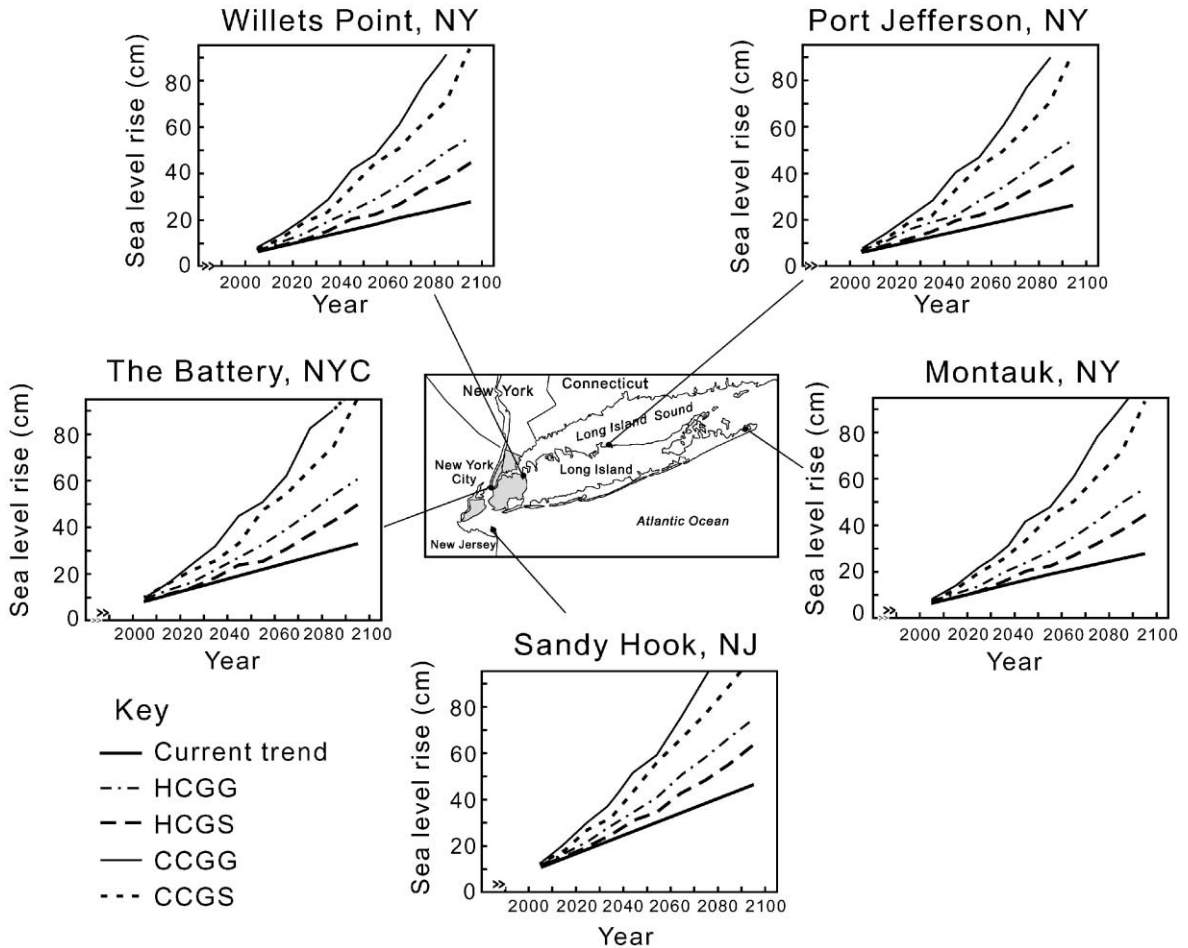 Willets Point, NY
Sea level rise (cm)
80
60
40
20
0
2000 2020 2040 2060 2080 2100
Year
Port Jefferson, NY
Sea level rise (cm)
80
60
40
20
0
2000 2020 2040 2060 2080 2100
Year
The Battery, NYC
Sea level rise (cm)
80
60
40
20
0
2000 2020 2040 2060 2080 2100
Year
New York
Connecticut
Long Island Sound
New York
City
Long Island
Atlantic Ocean
New Jersey
Montauk, NY
Sea level rise (cm)
80
60
40
20
0
2000 2020 2040 2060 2080 2100
Year
Sandy Hook, NJ
Sea level rise (cm)
80
60
40
20
0
2000 2020 2040 2060 2080 2100
Year
Key
Current trend
HCGG
HCGS
CCGG
CCGS